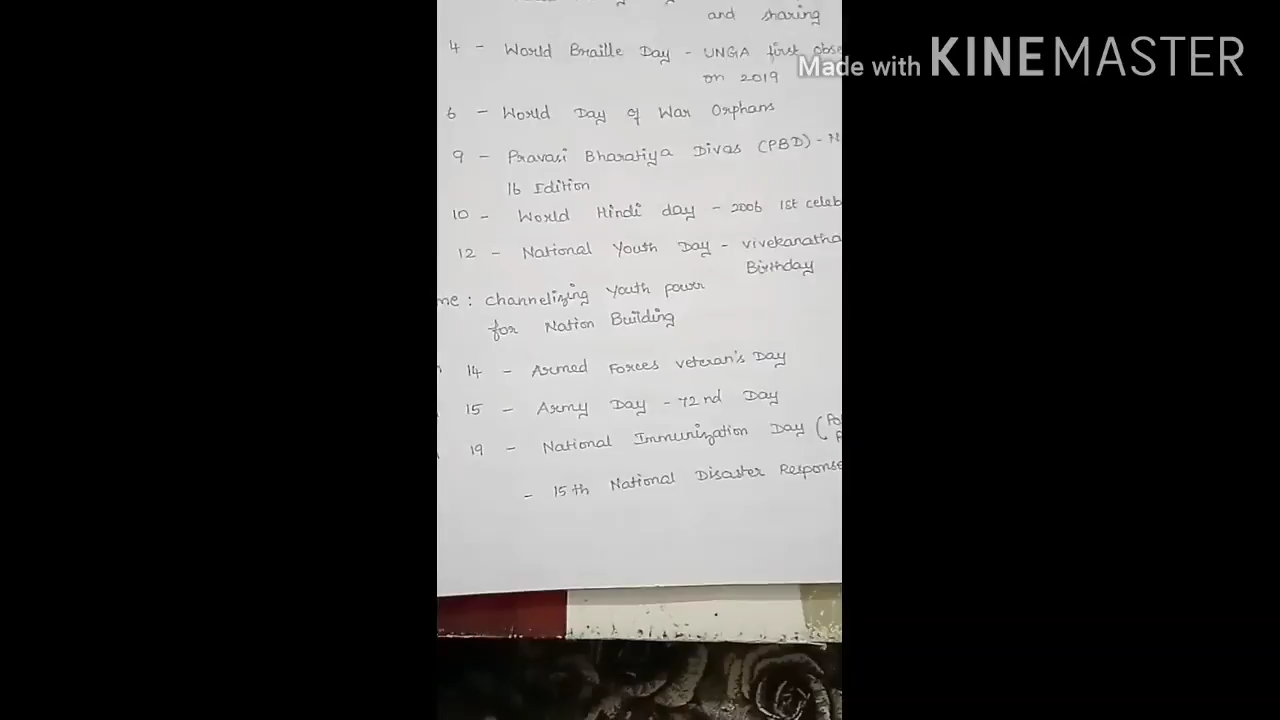 and sharing
4 - World Braille Day - UNGA first obse
on 2019
Made with KINEMASTER
6 - World Day of War Orphans
9 - Pravasi Bharatiya Divas (PBD) - N
16 Edition
10 - World Hindi day - 2006 1st celeb
12 - National Youth Day - Vivekanatha
Birthday
me : Channelizing Youth power
for Nation Building
14 - Armed Forces Veteran's Day
15 - Army Day - 72nd Day
19 - National Immunization Day (Po
- 15th National Disaster Response